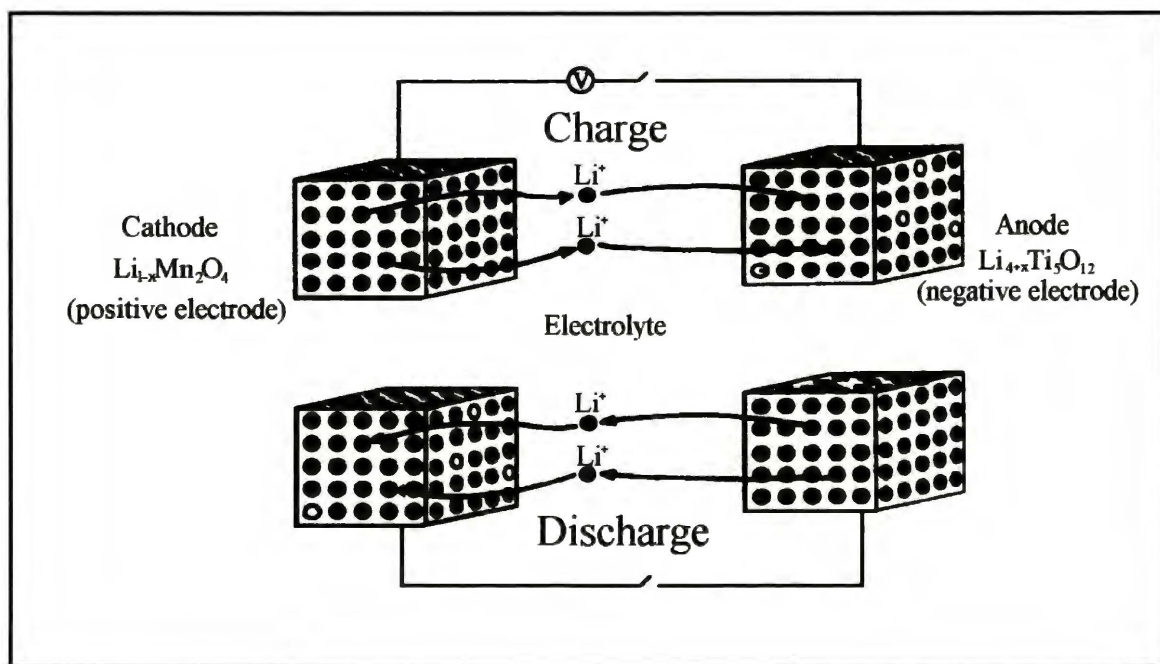 V
Charge
Li⁺
Li⁺
Cathode
Li₁₋ₓMn₂O₄
(positive electrode)
Anode
Li₄₊ₓTi₅O₁₂
(negative electrode)
Electrolyte
Li⁺
Li⁺
Discharge